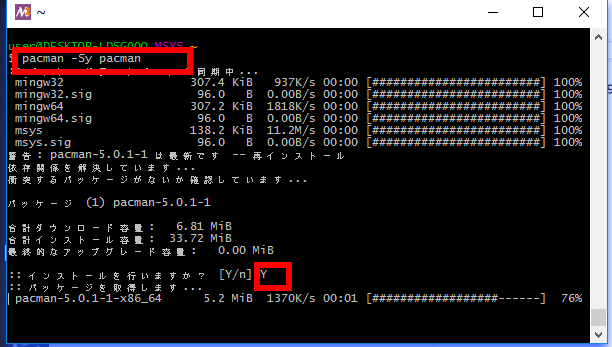 ~
user@DESKTOP-LDSG0OO MSYS ~
$ pacman -Sy pacman
同期中...
mingw32 307.4 KiB 937K/s 00:00 [########################] 100%
mingw32.sig 96.0 B 0.00B/s 00:00 [########################] 100%
mingw64 307.2 KiB 1818K/s 00:00 [########################] 100%
mingw64.sig 96.0 B 0.00B/s 00:00 [########################] 100%
msys 138.2 KiB 11.2M/s 00:00 [########################] 100%
msys.sig 96.0 B 0.00B/s 00:00 [########################] 100%
警告: pacman-5.0.1-1 は最新です -- 再インストール
依存関係を解決しています...
衝突するパッケージがないか確認しています...
パッケージ (1) pacman-5.0.1-1
合計ダウンロード容量: 6.81 MiB
合計インストール容量: 33.72 MiB
最終的なアップグレード容量: 0.00 MiB
:: インストールを行いますか? [Y/n] Y
:: パッケージを取得します...
pacman-5.0.1-1-x86_64 5.2 MiB 1370K/s 00:01 [##################------] 76%